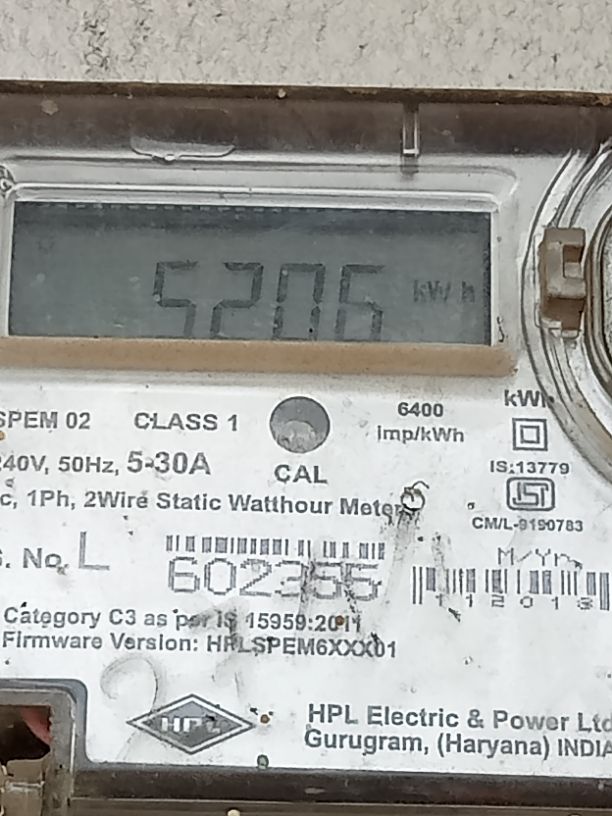 5206 kWh
SPEM 02 CLASS 1 6400 imp/kWh kWh
240V, 50Hz, 5-30A CAL IS:13779
c, 1Ph, 2Wire Static Watthour Meter
CM/L-9190783
S. No. L 602355 M/Yr.
Category C3 as per IS 15959:2011
Firmware Version: HPLSPEM6XXX01
HPL
HPL Electric & Power Ltd
Gurugram, (Haryana) INDIA